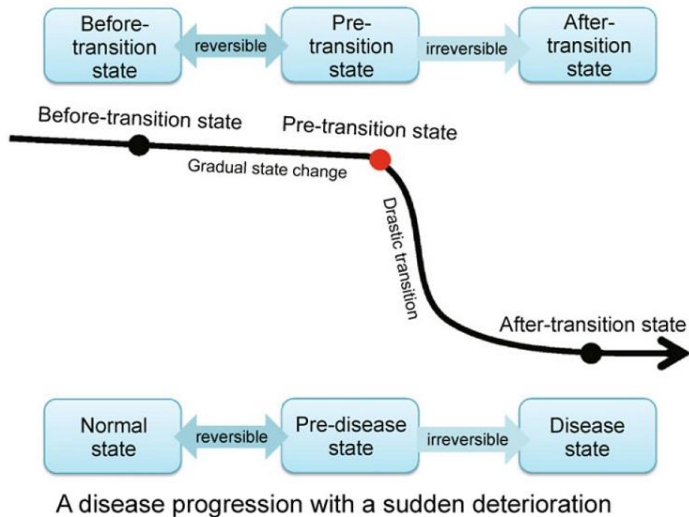 Before-
transition
state
reversible
Pre-
transition
state
irreversible
After-
transition
state
Before-transition state
Pre-transition state
Gradual state change
Drastic transition
After-transition state
Normal
state
reversible
Pre-disease
state
irreversible
Disease
state
A disease progression with a sudden deterioration